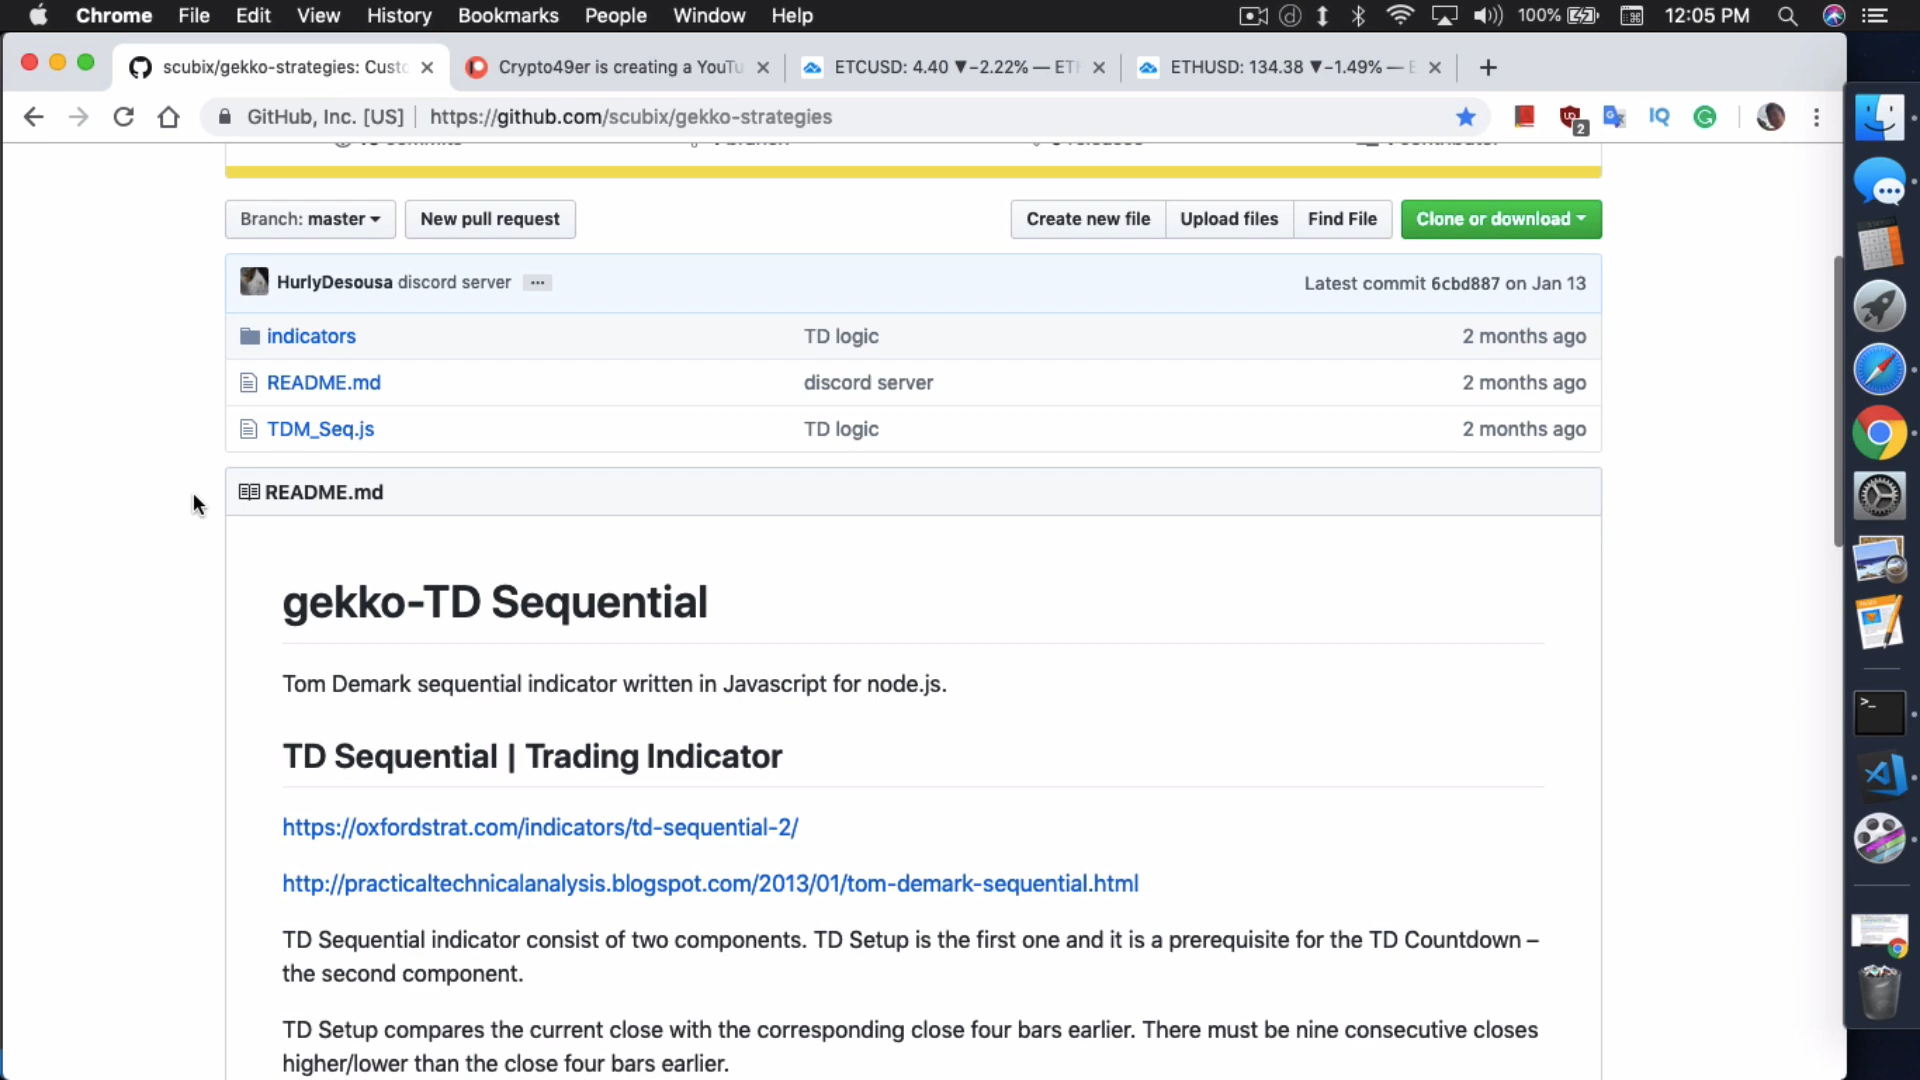 Chrome File Edit View History Bookmarks People Window Help 100% 12:05 PM
scubix/gekko-strategies: Custo
Crypto49er is creating a YouTu
ETCUSD: 4.40 ▼−2.22% — ETH
ETHUSD: 134.38 ▼−1.49% — E
GitHub, Inc. [US] https://github.com/scubix/gekko-strategies
2
IQ
Branch: master New pull request Create new file Upload files Find File Clone or download
HurlyDesousa discord server ... Latest commit 6cbd887 on Jan 13
indicators TD logic 2 months ago
README.md discord server 2 months ago
TDM_Seq.js TD logic 2 months ago
README.md
gekko-TD Sequential
Tom Demark sequential indicator written in Javascript for node.js.
TD Sequential | Trading Indicator
https://oxfordstrat.com/indicators/td-sequential-2/
http://practicaltechnicalanalysis.blogspot.com/2013/01/tom-demark-sequential.html
TD Sequential indicator consist of two components. TD Setup is the first one and it is a prerequisite for the TD Countdown –
the second component.
TD Setup compares the current close with the corresponding close four bars earlier. There must be nine consecutive closes
higher/lower than the close four bars earlier.